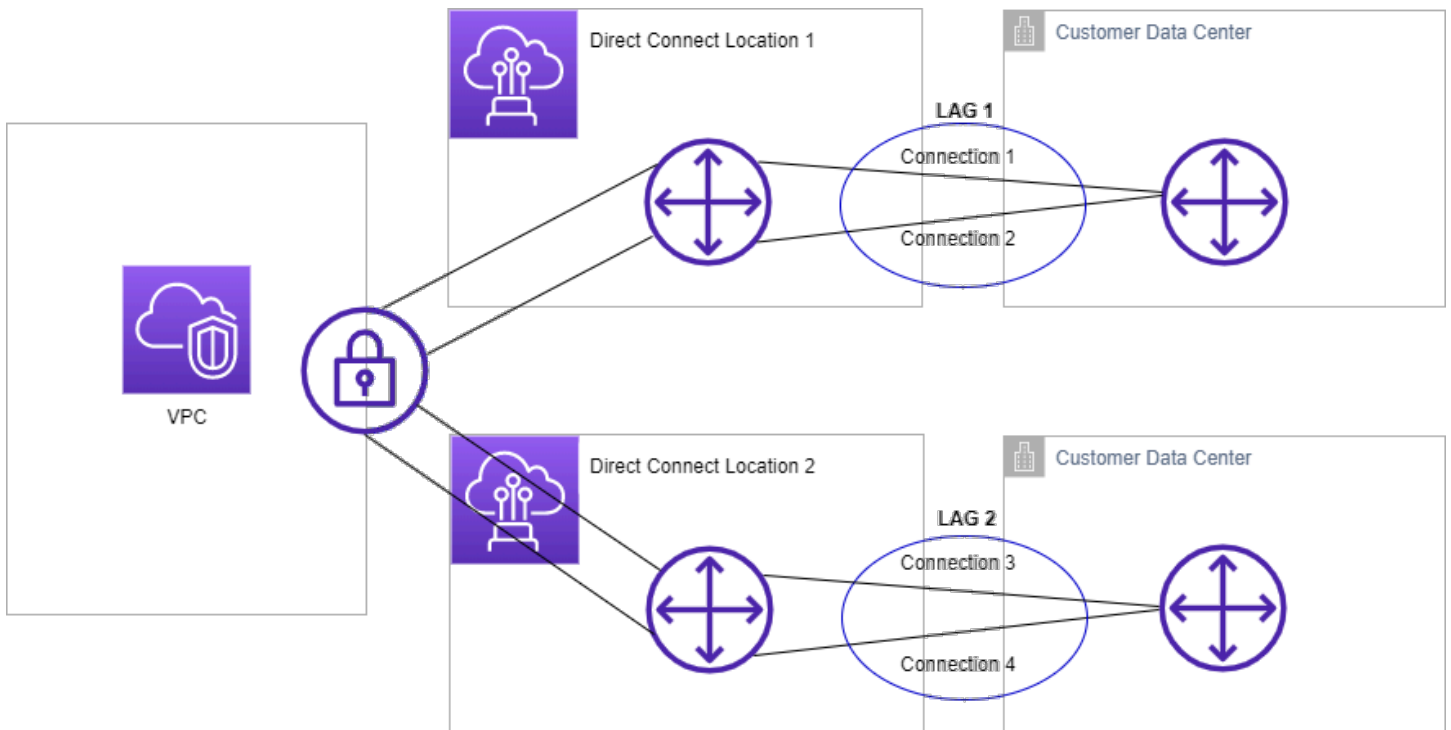 Direct Connect Location 1
Customer Data Center
LAG 1
Connection 1
Connection 2
VPC
Direct Connect Location 2
Customer Data Center
LAG 2
Connection 3
Connection 4